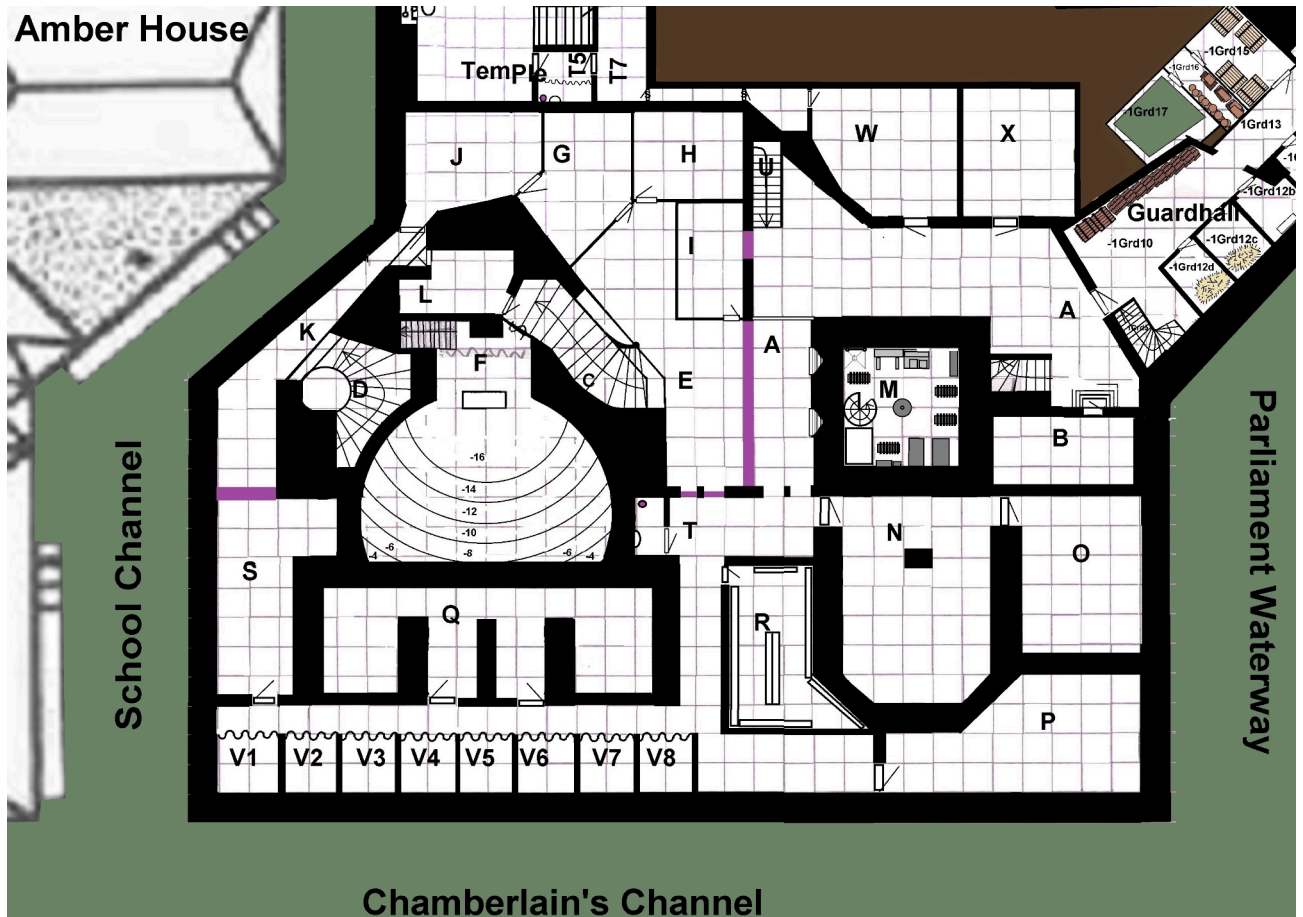 Amber House
TemPle
T5
T7
-1Grd15
-1Grd16
-1Grd17
-1Grd13
J
G
H
U
W
X
-1Grd12b
Guardhall
-1Grd10
-1Grd12c
-1Grd12d
I
L
K
F
A
A
D
C
E
M
B
-16
-14
-12
-10
-8
-6
-6
-4
-4
T
N
O
S
Q
R
P
V1
V2
V3
V4
V5
V6
V7
V8
School Channel
Parliament Waterway
Chamberlain's Channel